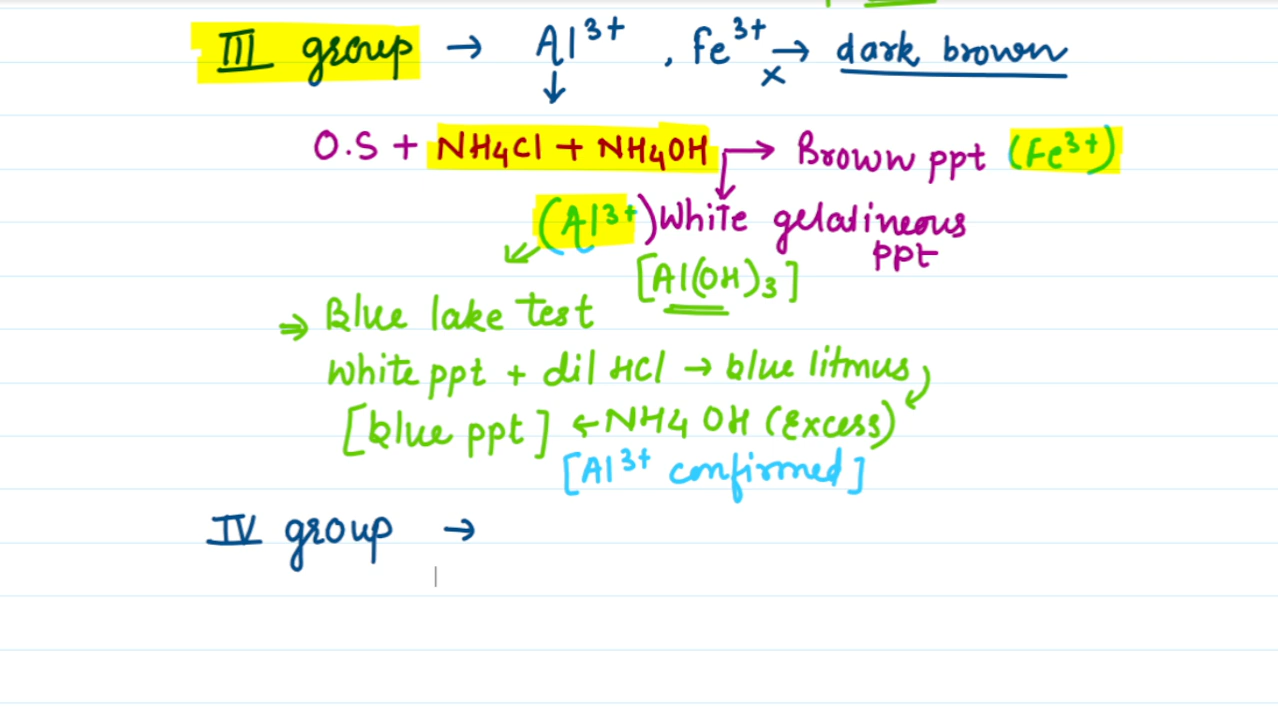 III group → Al³⁺ , Fe³⁺ → dark brown
x
O.S + NH₄Cl + NH₄OH → Brown ppt (Fe³⁺)
(Al³⁺) White gelatineous
ppt
[Al(OH)₃]
⇒ Blue lake test
White ppt + dil HCl → blue litmus
[blue ppt] ← NH₄OH (Excess)
[Al³⁺ confirmed]
IV group →